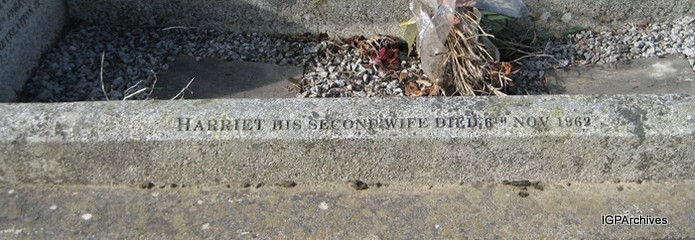 HARRIET HIS SECOND WIFE DIED 6TH NOV 1962
IGPArchives